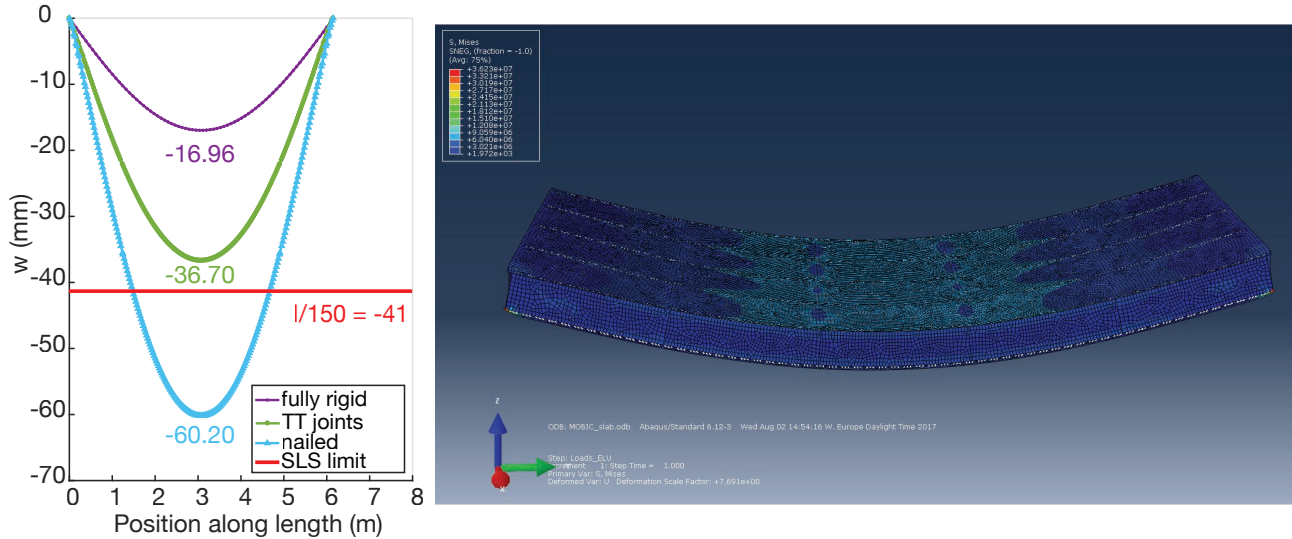 0
-10
-20
-30
-40
-50
-60
-70
w (mm)
-16.96
-36.70
l/150 = -41
-60.20
fully rigid
TT joints
nailed
SLS limit
0 1 2 3 4 5 6 7 8
Position along length (m)
S, Mises
SNEG, (fraction = -1.0)
(Avg: 75%)
+3.623e+07
+3.321e+07
+3.019e+07
+2.717e+07
+2.415e+07
+2.113e+07
+1.812e+07
+1.510e+07
+1.208e+07
+9.059e+06
+6.040e+06
+3.021e+06
+1.972e+03
Z
X
ODB: MOBIC_slab.odb Abaqus/Standard 6.12-3 Wed Aug 02 14:54:16 W. Europe Daylight Time 2017
Step: Loads_ELU
1: Step Time = 1.000
Primary Var: S, Mises
Deformed Var: U Deformation Scale Factor: +7.691e+00